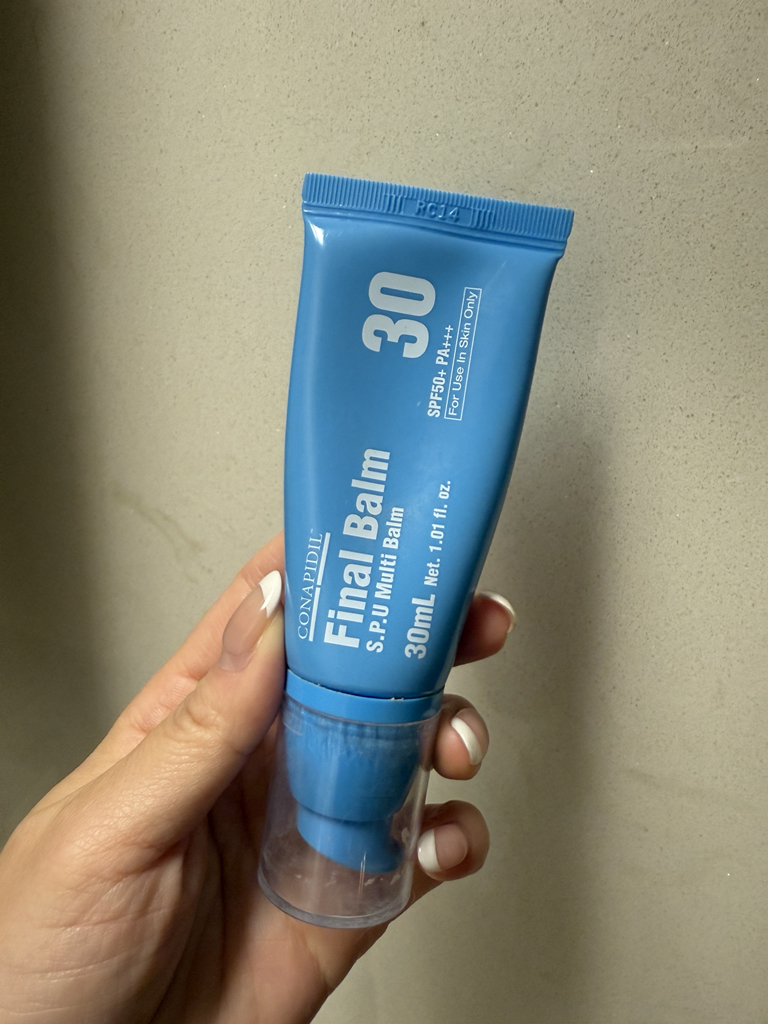 RC14
30
SPF50+ PA+++
For Use In Skin Only
CONAPIDIL™
Final Balm
S.P.U Multi Balm
30mL Net. 1.01 fl. oz.